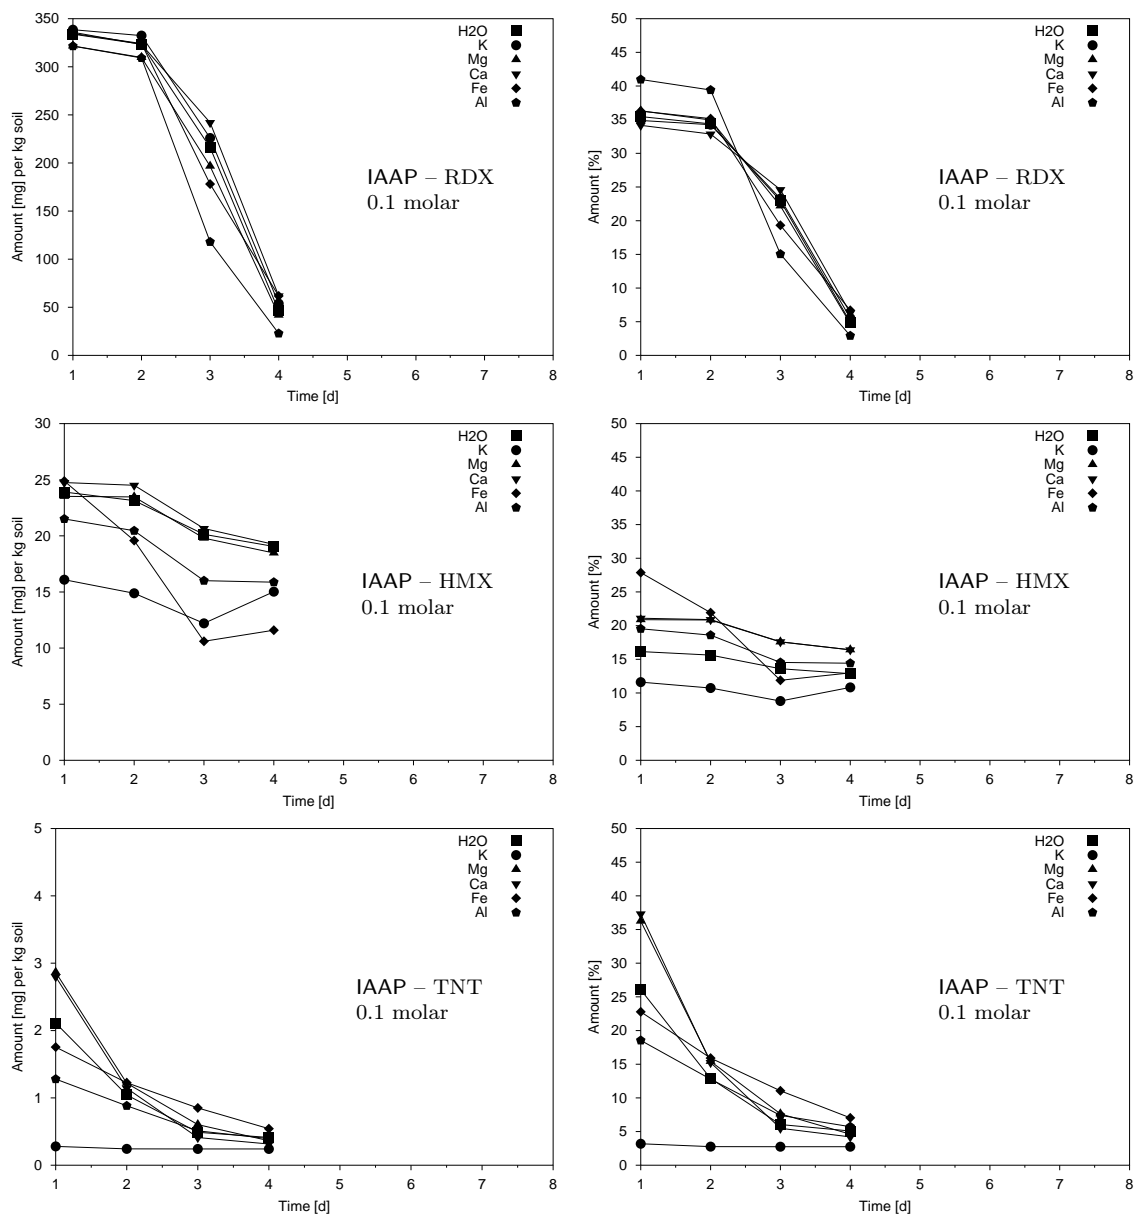 350
300
250
200
150
100
50
0
1 2 3 4 5 6 7 8
Amount [mg] per kg soil
Time [d]
H2O
K
Mg
Ca
Fe
Al
IAAP – RDX
0.1 molar
50
45
40
35
30
25
20
15
10
5
0
1 2 3 4 5 6 7 8
Amount [%]
Time [d]
H2O
K
Mg
Ca
Fe
Al
IAAP – RDX
0.1 molar
30
25
20
15
10
5
0
1 2 3 4 5 6 7 8
Amount [mg] per kg soil
Time [d]
H2O
K
Mg
Ca
Fe
Al
IAAP – HMX
0.1 molar
50
45
40
35
30
25
20
15
10
5
0
1 2 3 4 5 6 7 8
Amount [%]
Time [d]
H2O
K
Mg
Ca
Fe
Al
IAAP – HMX
0.1 molar
5
4
3
2
1
0
1 2 3 4 5 6 7 8
Amount [mg] per kg soil
Time [d]
H2O
K
Mg
Ca
Fe
Al
IAAP – TNT
0.1 molar
50
45
40
35
30
25
20
15
10
5
0
1 2 3 4 5 6 7 8
Amount [%]
Time [d]
H2O
K
Mg
Ca
Fe
Al
IAAP – TNT
0.1 molar